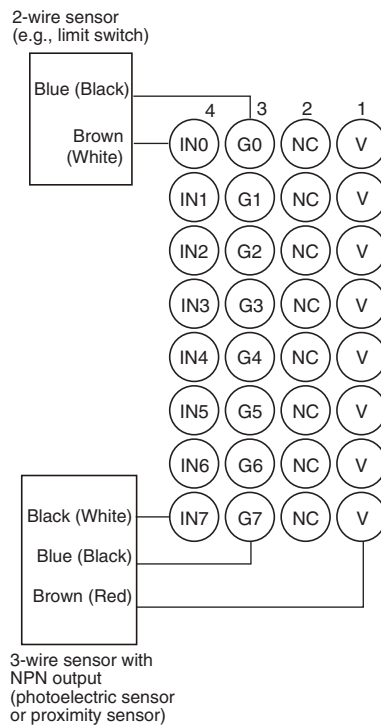 2-wire sensor
(e.g., limit switch)
Blue (Black)
Brown
(White)
4 3 2 1
IN0 G0 NC V
IN1 G1 NC V
IN2 G2 NC V
IN3 G3 NC V
IN4 G4 NC V
IN5 G5 NC V
IN6 G6 NC V
IN7 G7 NC V
Black (White)
Blue (Black)
Brown (Red)
3-wire sensor with
NPN output
(photoelectric sensor
or proximity sensor)